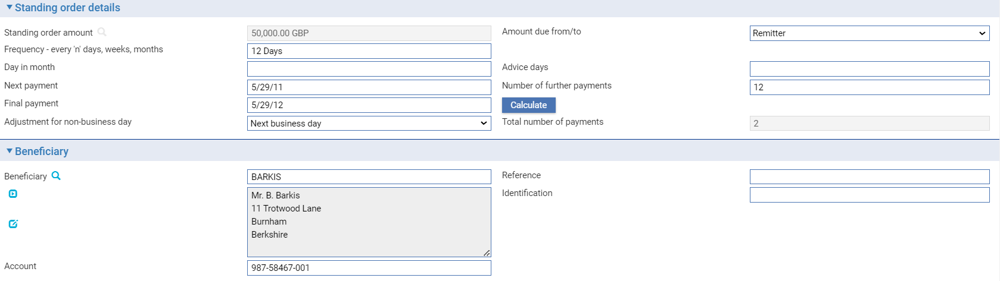 Standing order details
Standing order amount 50,000.00 GBP Amount due from/to Remitter
Frequency - every 'n' days, weeks, months 12 Days
Day in month Advice days
Next payment 5/29/11 Number of further payments 12
Final payment 5/29/12 Calculate
Adjustment for non-business day Next business day Total number of payments 2
Beneficiary
Beneficiary BARKIS Reference
Mr. B. Barkis Identification
11 Trotwood Lane
Burnham
Berkshire
Account 987-58467-001